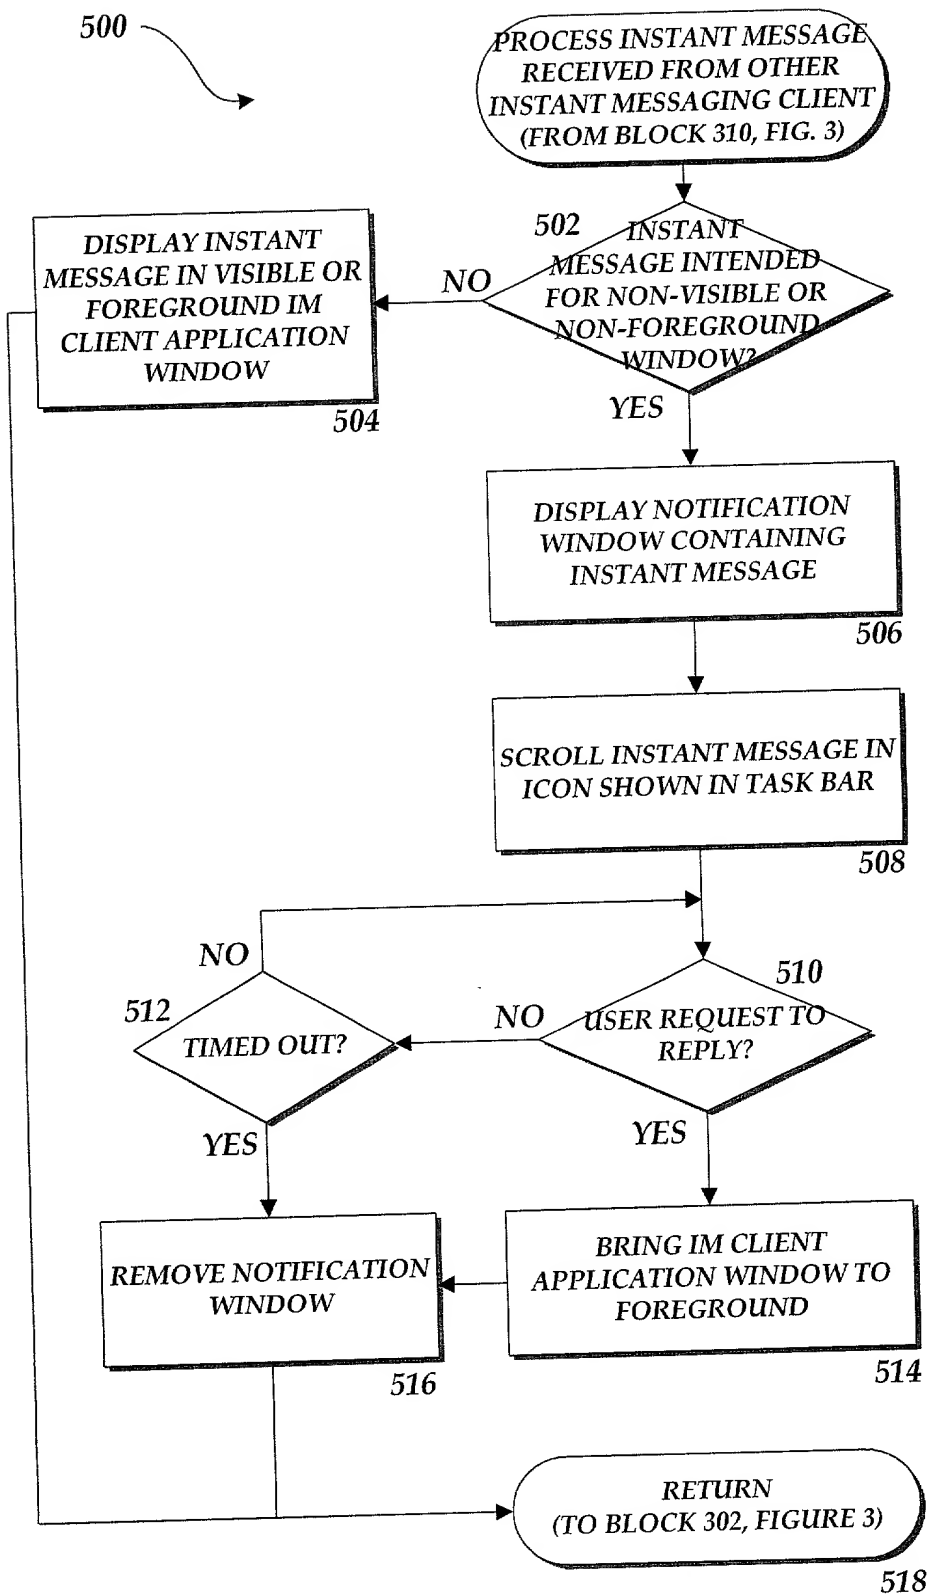 500
PROCESS INSTANT MESSAGE
RECEIVED FROM OTHER
INSTANT MESSAGING CLIENT
(FROM BLOCK 310, FIG. 3)
502
INSTANT
MESSAGE INTENDED
FOR NON-VISIBLE OR
NON-FOREGROUND
WINDOW?
NO
DISPLAY INSTANT
MESSAGE IN VISIBLE OR
FOREGROUND IM
CLIENT APPLICATION
WINDOW
504
YES
DISPLAY NOTIFICATION
WINDOW CONTAINING
INSTANT MESSAGE
506
SCROLL INSTANT MESSAGE IN
ICON SHOWN IN TASK BAR
508
NO
510
512
TIMED OUT?
NO
USER REQUEST TO
REPLY?
YES
YES
REMOVE NOTIFICATION
WINDOW
516
BRING IM CLIENT
APPLICATION WINDOW TO
FOREGROUND
514
RETURN
(TO BLOCK 302, FIGURE 3)
518